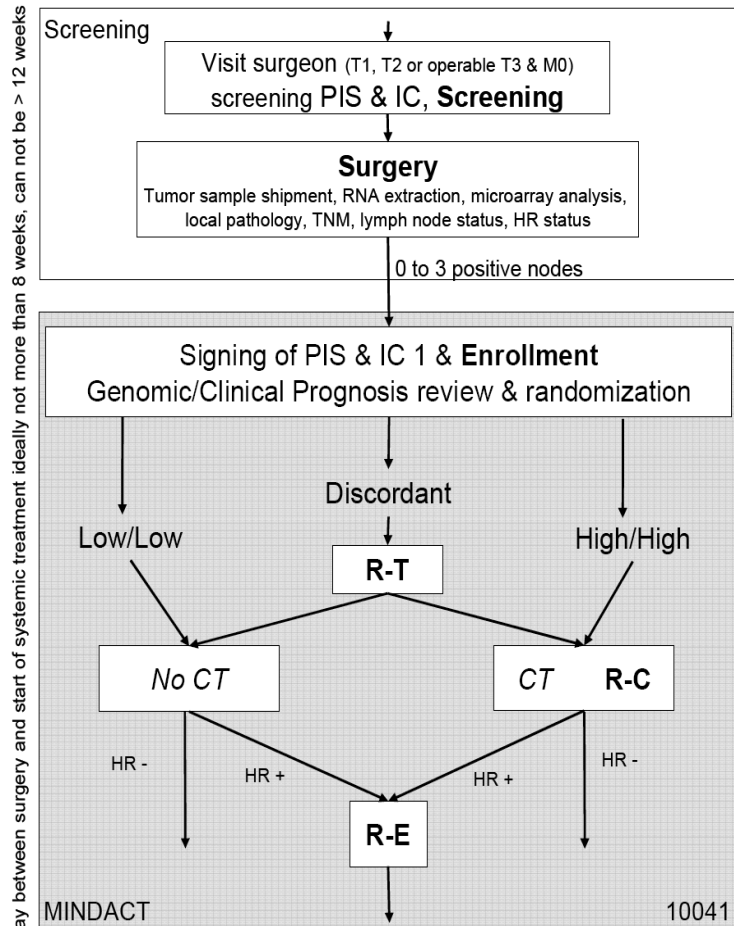 Screening
Visit surgeon (T1, T2 or operable T3 & M0)
screening PIS & IC, Screening
Surgery
Tumor sample shipment, RNA extraction, microarray analysis,
local pathology, TNM, lymph node status, HR status
0 to 3 positive nodes
Signing of PIS & IC 1 & Enrollment
Genomic/Clinical Prognosis review & randomization
Discordant
Low/Low
High/High
R-T
No CT
CT R-C
HR -
HR +
HR +
HR -
R-E
MINDACT
10041
between surgery and start of systemic treatment ideally not more than 8 weeks, can not be > 12 weeks